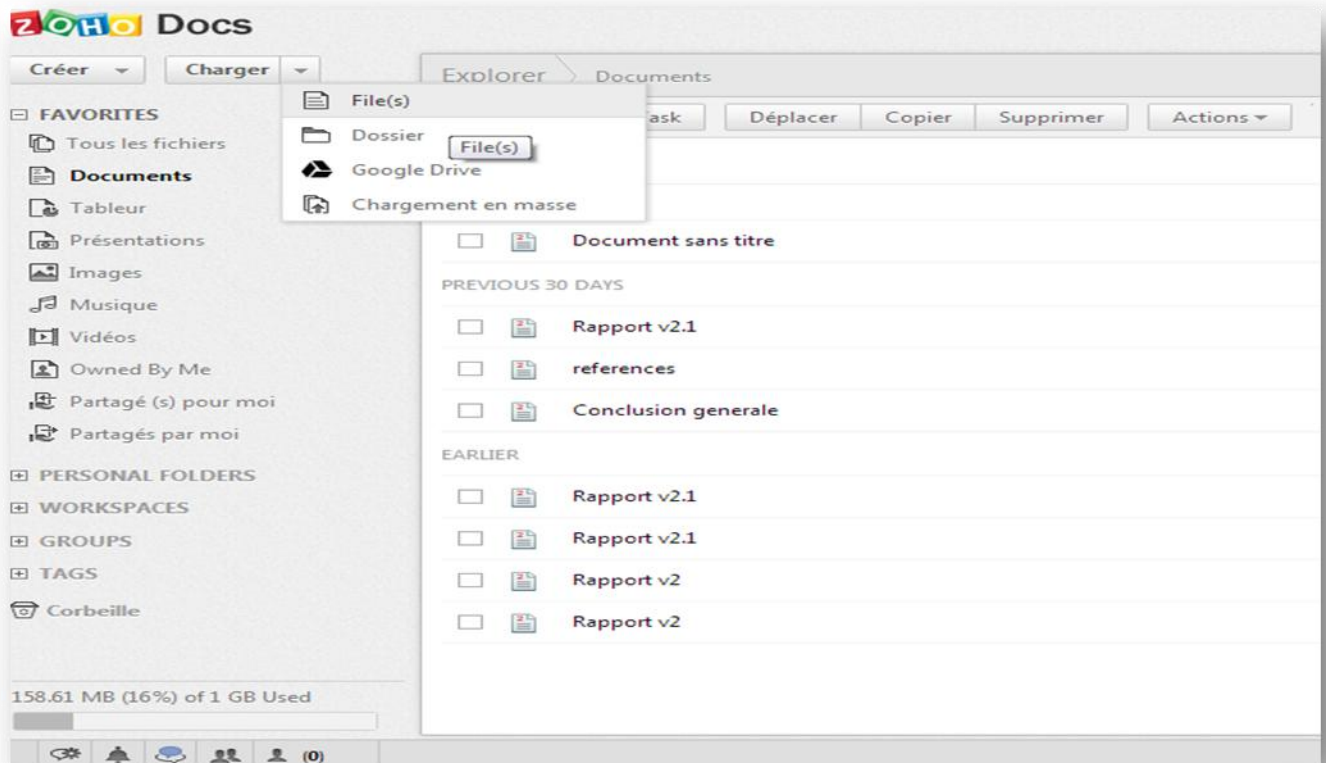 ZOHO Docs
Créer
Charger
File(s)
Dossier
File(s)
Google Drive
Chargement en masse
FAVORITES
Tous les fichiers
Documents
Tableur
Présentations
Images
Musique
Vidéos
Owned By Me
Partagé (s) pour moi
Partagés par moi
PERSONAL FOLDERS
WORKSPACES
GROUPS
TAGS
Corbeille
158.61 MB (16%) of 1 GB Used
(0)
Explorer Documents
ask Déplacer Copier Supprimer Actions
Document sans titre
PREVIOUS 30 DAYS
Rapport v2.1
references
Conclusion generale
EARLIER
Rapport v2.1
Rapport v2.1
Rapport v2
Rapport v2